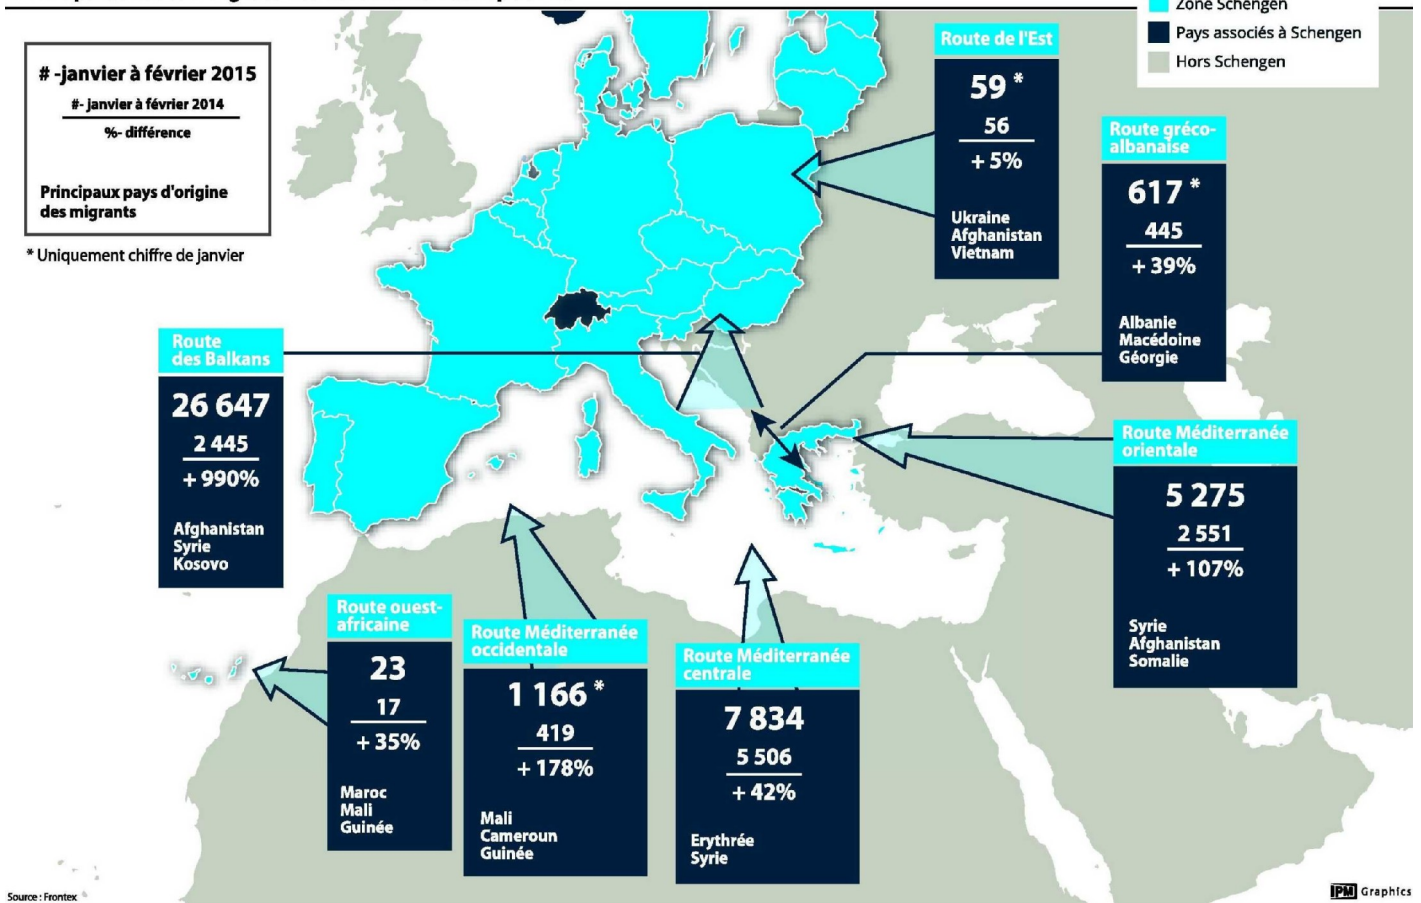 Zone Schengen
Pays associés à Schengen
Hors Schengen
# -janvier à février 2015
#- janvier à février 2014
%- différence
Principaux pays d'origine
des migrants
* Uniquement chiffre de janvier
Route de l'Est
59 *
56
+ 5%
Ukraine
Afghanistan
Vietnam
Route gréco-
albanaise
617 *
445
+ 39%
Albanie
Macédoine
Géorgie
Route
des Balkans
26 647
2 445
+ 990%
Afghanistan
Syrie
Kosovo
Route Méditerranée
orientale
5 275
2 551
+ 107%
Syrie
Afghanistan
Somalie
Route ouest-
africaine
23
17
+ 35%
Maroc
Mali
Guinée
Route Méditerranée
occidentale
1 166 *
419
+ 178%
Mali
Cameroun
Guinée
Route Méditerranée
centrale
7 834
5 506
+ 42%
Erythrée
Syrie
Source : Frontex
IPM Graphics